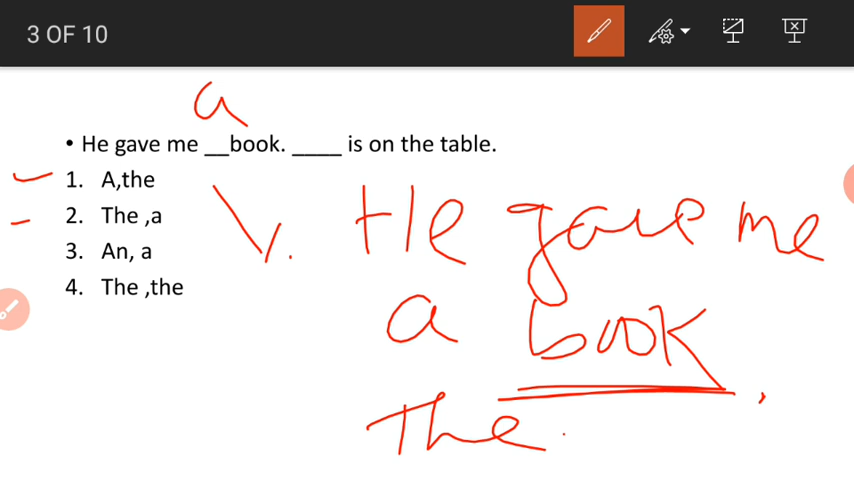 3 OF 10
a
• He gave me __book. ____ is on the table.
1. A,the
2. The ,a
3. An, a
4. The ,the
He gave me
a book
The